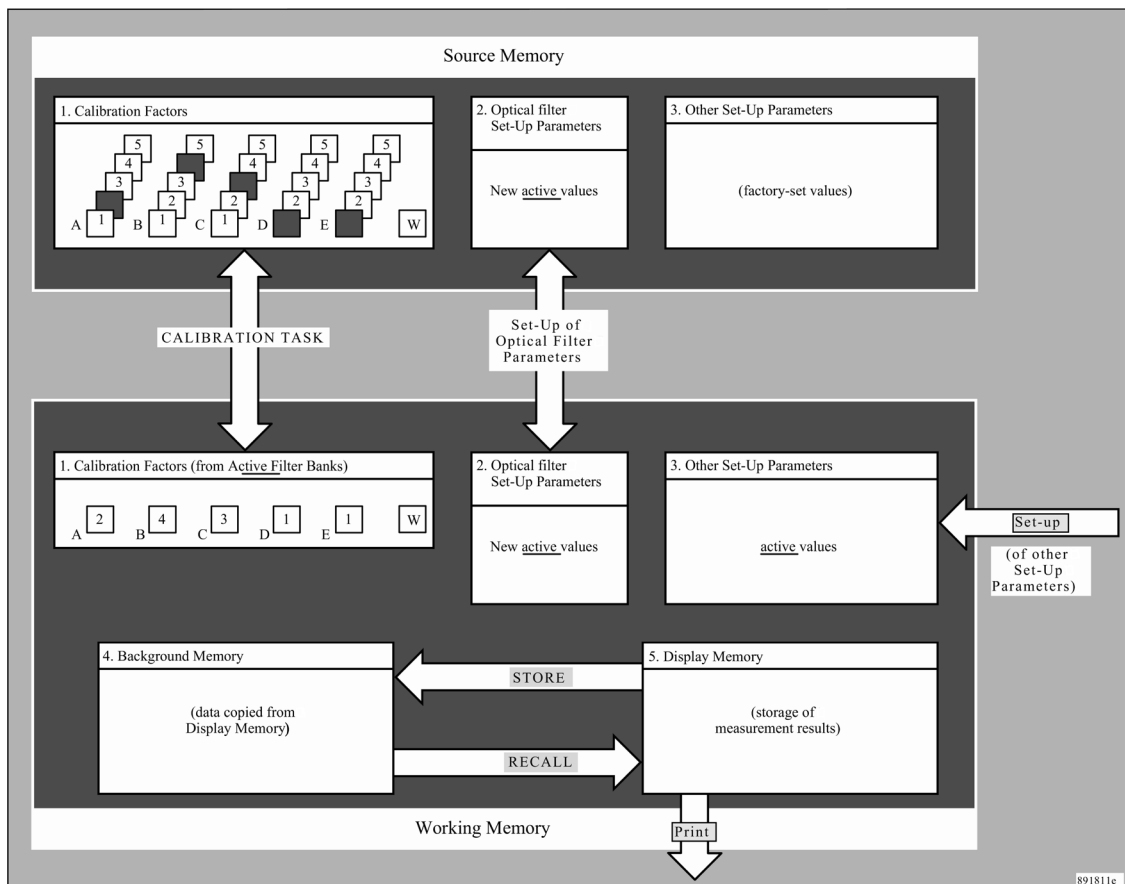 Source Memory
1. Calibration Factors
5 5 5 5 5
4 4 4 4
3 3 3 3
2 2 2 2
A 1 B 1 C 1 D E W
2. Optical filter
Set-Up Parameters
New active values
3. Other Set-Up Parameters
(factory-set values)
CALIBRATION TASK
Set-Up of
Optical Filter
Parameters
1. Calibration Factors (from Active Filter Banks)
A 2 B 4 C 3 D 1 E 1 W
2. Optical filter
Set-Up Parameters
New active values
3. Other Set-Up Parameters
active values
Set-up
(of other
Set-Up
Parameters)
4. Background Memory
(data copied from
Display Memory)
STORE
RECALL
5. Display Memory
(storage of
measurement results)
Working Memory
Print
891811e